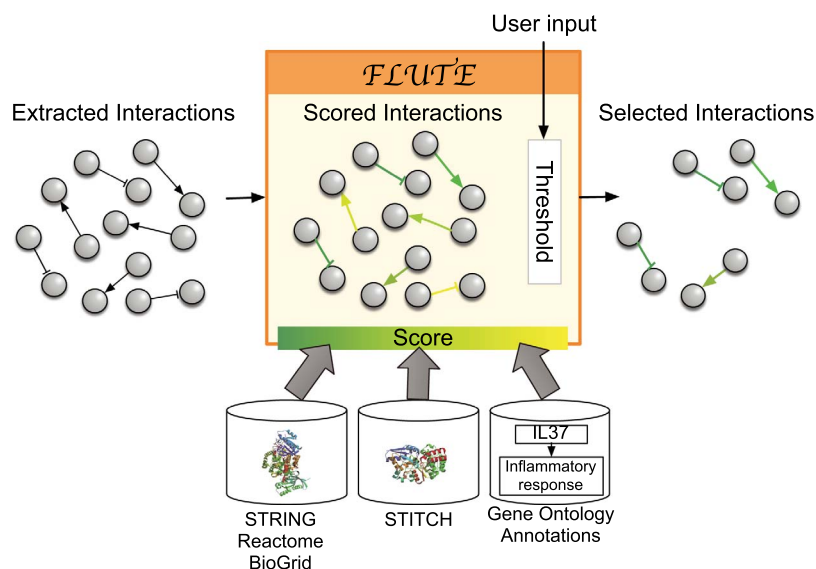 User input
FLUTE
Extracted Interactions
Scored Interactions
Selected Interactions
Threshold
Score
IL37
Inflammatory
response
STRING
Reactome
BioGrid
STITCH
Gene Ontology
Annotations